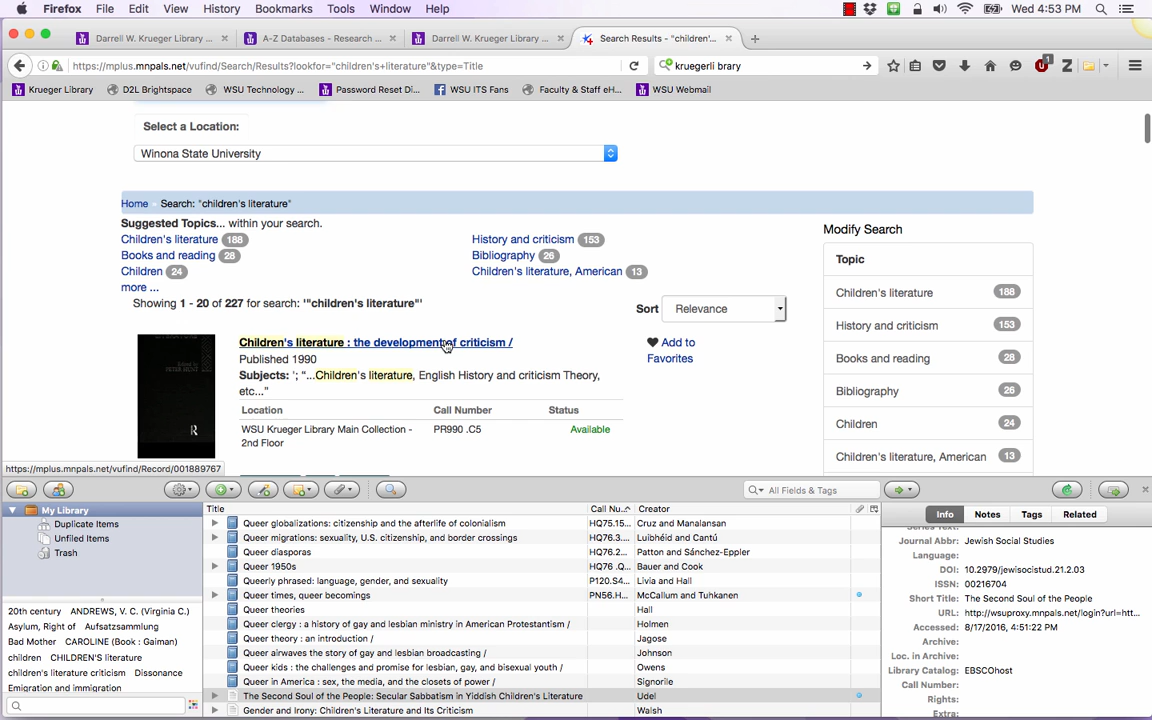 Firefox File Edit View History Bookmarks Tools Window Help Wed 4:53 PM
Darrell W. Krueger Library ... × A-Z Databases - Research ... × Darrell W. Krueger Library ... × Search Results - "children'... ×
https://mplus.mnpals.net/vufind/Search/Results?lookfor="children's+literature"&type=Title kruegerli brary 1
Krueger Library D2L Brightspace WSU Technology ... Password Reset Di... WSU ITS Fans Faculty & Staff eH... WSU Webmail
Select a Location:
Winona State University
Home Search: "children's literature"
Suggested Topics... within your search.
Children's literature 188 History and criticism 153
Books and reading 28 Bibliography 26
Children 24 Children's literature, American 13
more ...
Showing 1 - 20 of 227 for search: '"children's literature"'
Sort Relevance
Children's literature : the development of criticism /
Published 1990
Subjects: '; "...Children's literature, English History and criticism Theory,
etc..."
Location Call Number Status
WSU Krueger Library Main Collection - PR990 .C5 Available
2nd Floor
Add to
Favorites
R
Modify Search
Topic
Children's literature 188
History and criticism 153
Books and reading 28
Bibliography 26
Children 24
Children's literature, American 13
https://mplus.mnpals.net/vufind/Record/001889767
All Fields & Tags
My Library
Duplicate Items
Unfiled Items
Trash
20th century ANDREWS, V. C. (Virginia C.)
Asylum, Right of Aufsatzsammlung
Bad Mother CAROLINE (Book : Gaiman)
children CHILDREN'S literature
children's literature criticism Dissonance
Emigration and immigration
Title Call Nu... Creator
Queer globalizations: citizenship and the afterlife of colonialism HQ75.15... Cruz and Manalansan
Queer migrations: sexuality, U.S. citizenship, and border crossings HQ76.3... Luibhéid and Cantú
Queer diasporas HQ76.2... Patton and Sánchez-Eppler
Queer 1950s HQ76 .Q... Bauer and Cook
Queerly phrased: language, gender, and sexuality P120.S4... Livia and Hall
Queer times, queer becomings PN56.H... McCallum and Tuhkanen
Queer theories Hall
Queer clergy : a history of gay and lesbian ministry in American Protestantism / Holmen
Queer theory : an introduction / Jagose
Queer airwaves the story of gay and lesbian broadcasting / Johnson
Queer kids : the challenges and promise for lesbian, gay, and bisexual youth / Owens
Queer in America : sex, the media, and the closets of power / Signorile
The Second Soul of the People: Secular Sabbatism in Yiddish Children's Literature Udel
Gender and Irony: Children's Literature and Its Criticism Walsh
Info Notes Tags Related
Series Text:
Journal Abbr: Jewish Social Studies
Language:
DOI: 10.2979/jewisocistud.21.2.03
ISSN: 00216704
Short Title: The Second Soul of the People
URL: http://wsuproxy.mnpals.net/login?url=htt...
Accessed: 8/17/2016, 4:51:22 PM
Archive:
Loc. in Archive:
Library Catalog: EBSCOhost
Call Number:
Rights:
Extra: